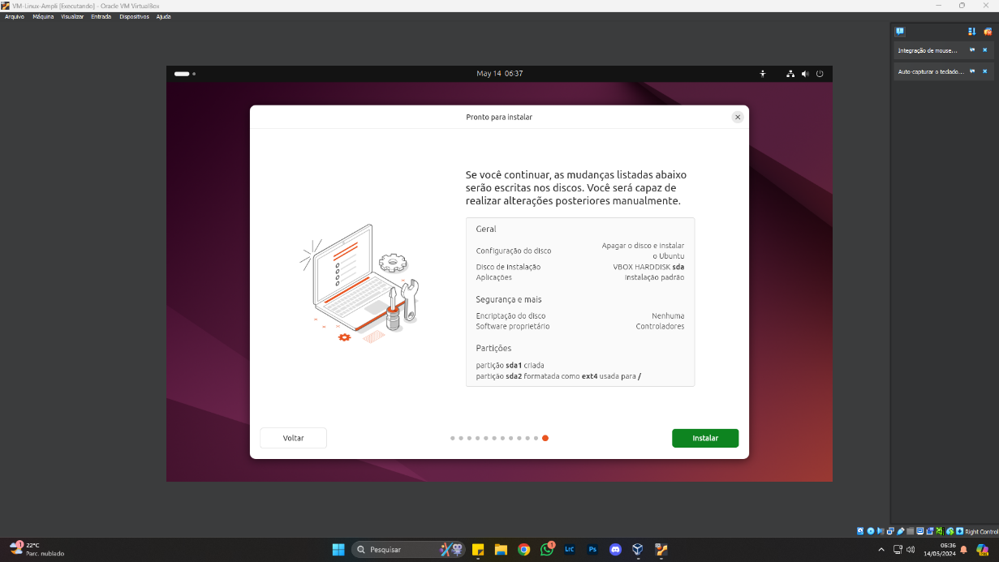 VM-Linux-Ampli [Executando] - Oracle VM VirtualBox
Arquivo Máquina Visualizar Entrada Dispositivos Ajuda
Integração de mouse...
Auto-capturar o teclado...
May 14 06:37
Pronto para instalar
Se você continuar, as mudanças listadas abaixo
serão escritas nos discos. Você será capaz de
realizar alterações posteriores manualmente.
Geral
Configuração do disco Apagar o disco e instalar
o Ubuntu
Disco de instalação VBOX HARDDISK sda
Aplicações Instalação padrão
Segurança e mais
Encriptação do disco Nenhuma
Software proprietário Controladores
Partições
partição sda1 criada
partição sda2 formatada como ext4 usada para /
Voltar
Instalar
Right Control
1
22°C
Parc. nublado
Pesquisar
1
LrC
Ps
06:36
14/05/2024